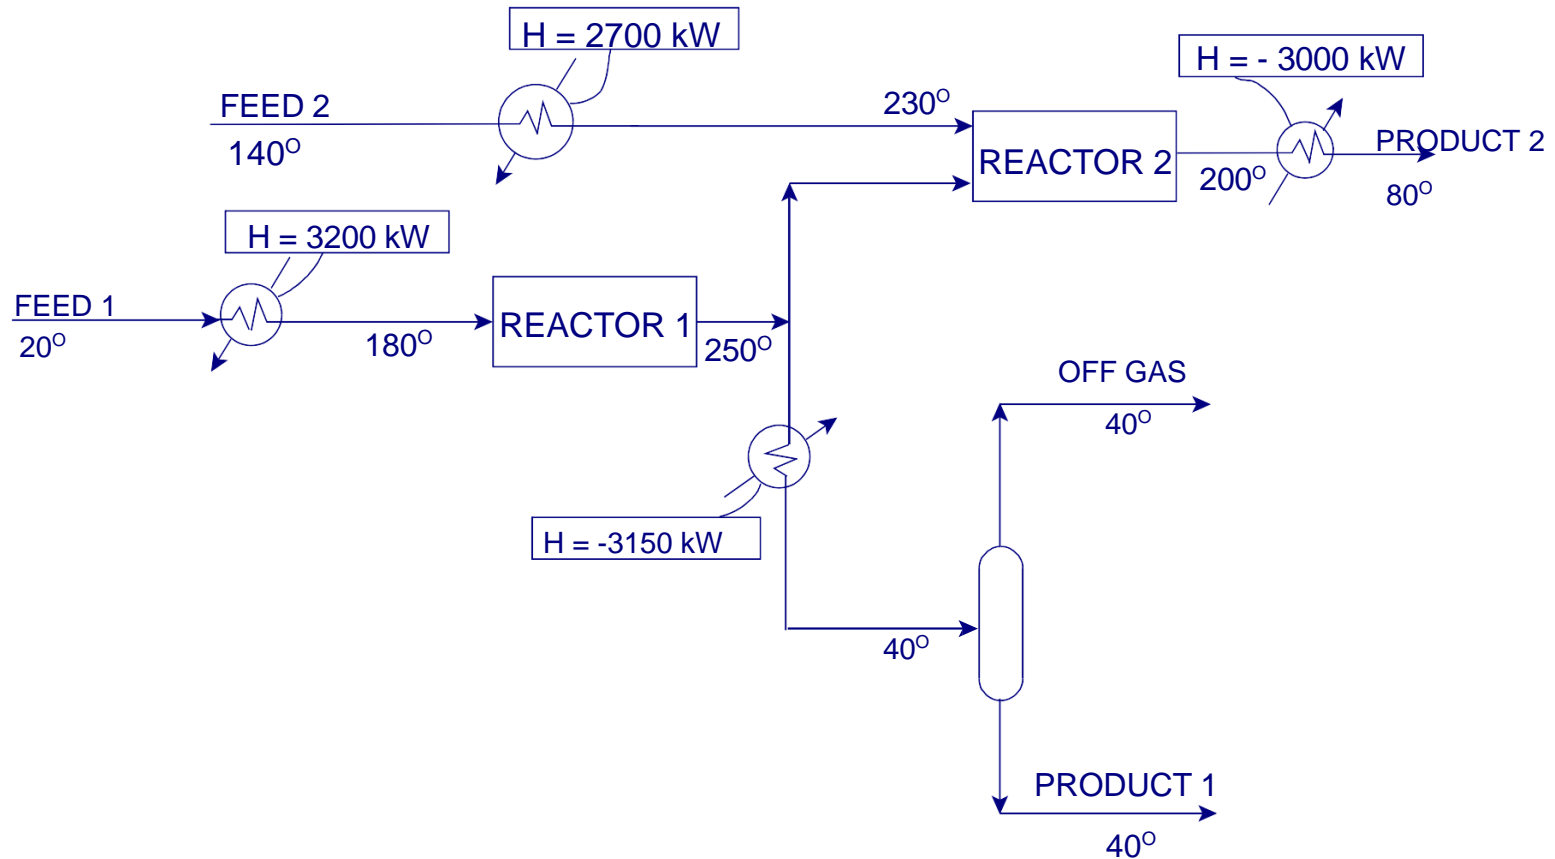 H = 2700 kW
H = - 3000 kW
FEED 2
140O
230O
REACTOR 2
200O
PRODUCT 2
80O
H = 3200 kW
FEED 1
20O
180O
REACTOR 1
250O
OFF GAS
40O
H = -3150 kW
40O
PRODUCT 1
40O